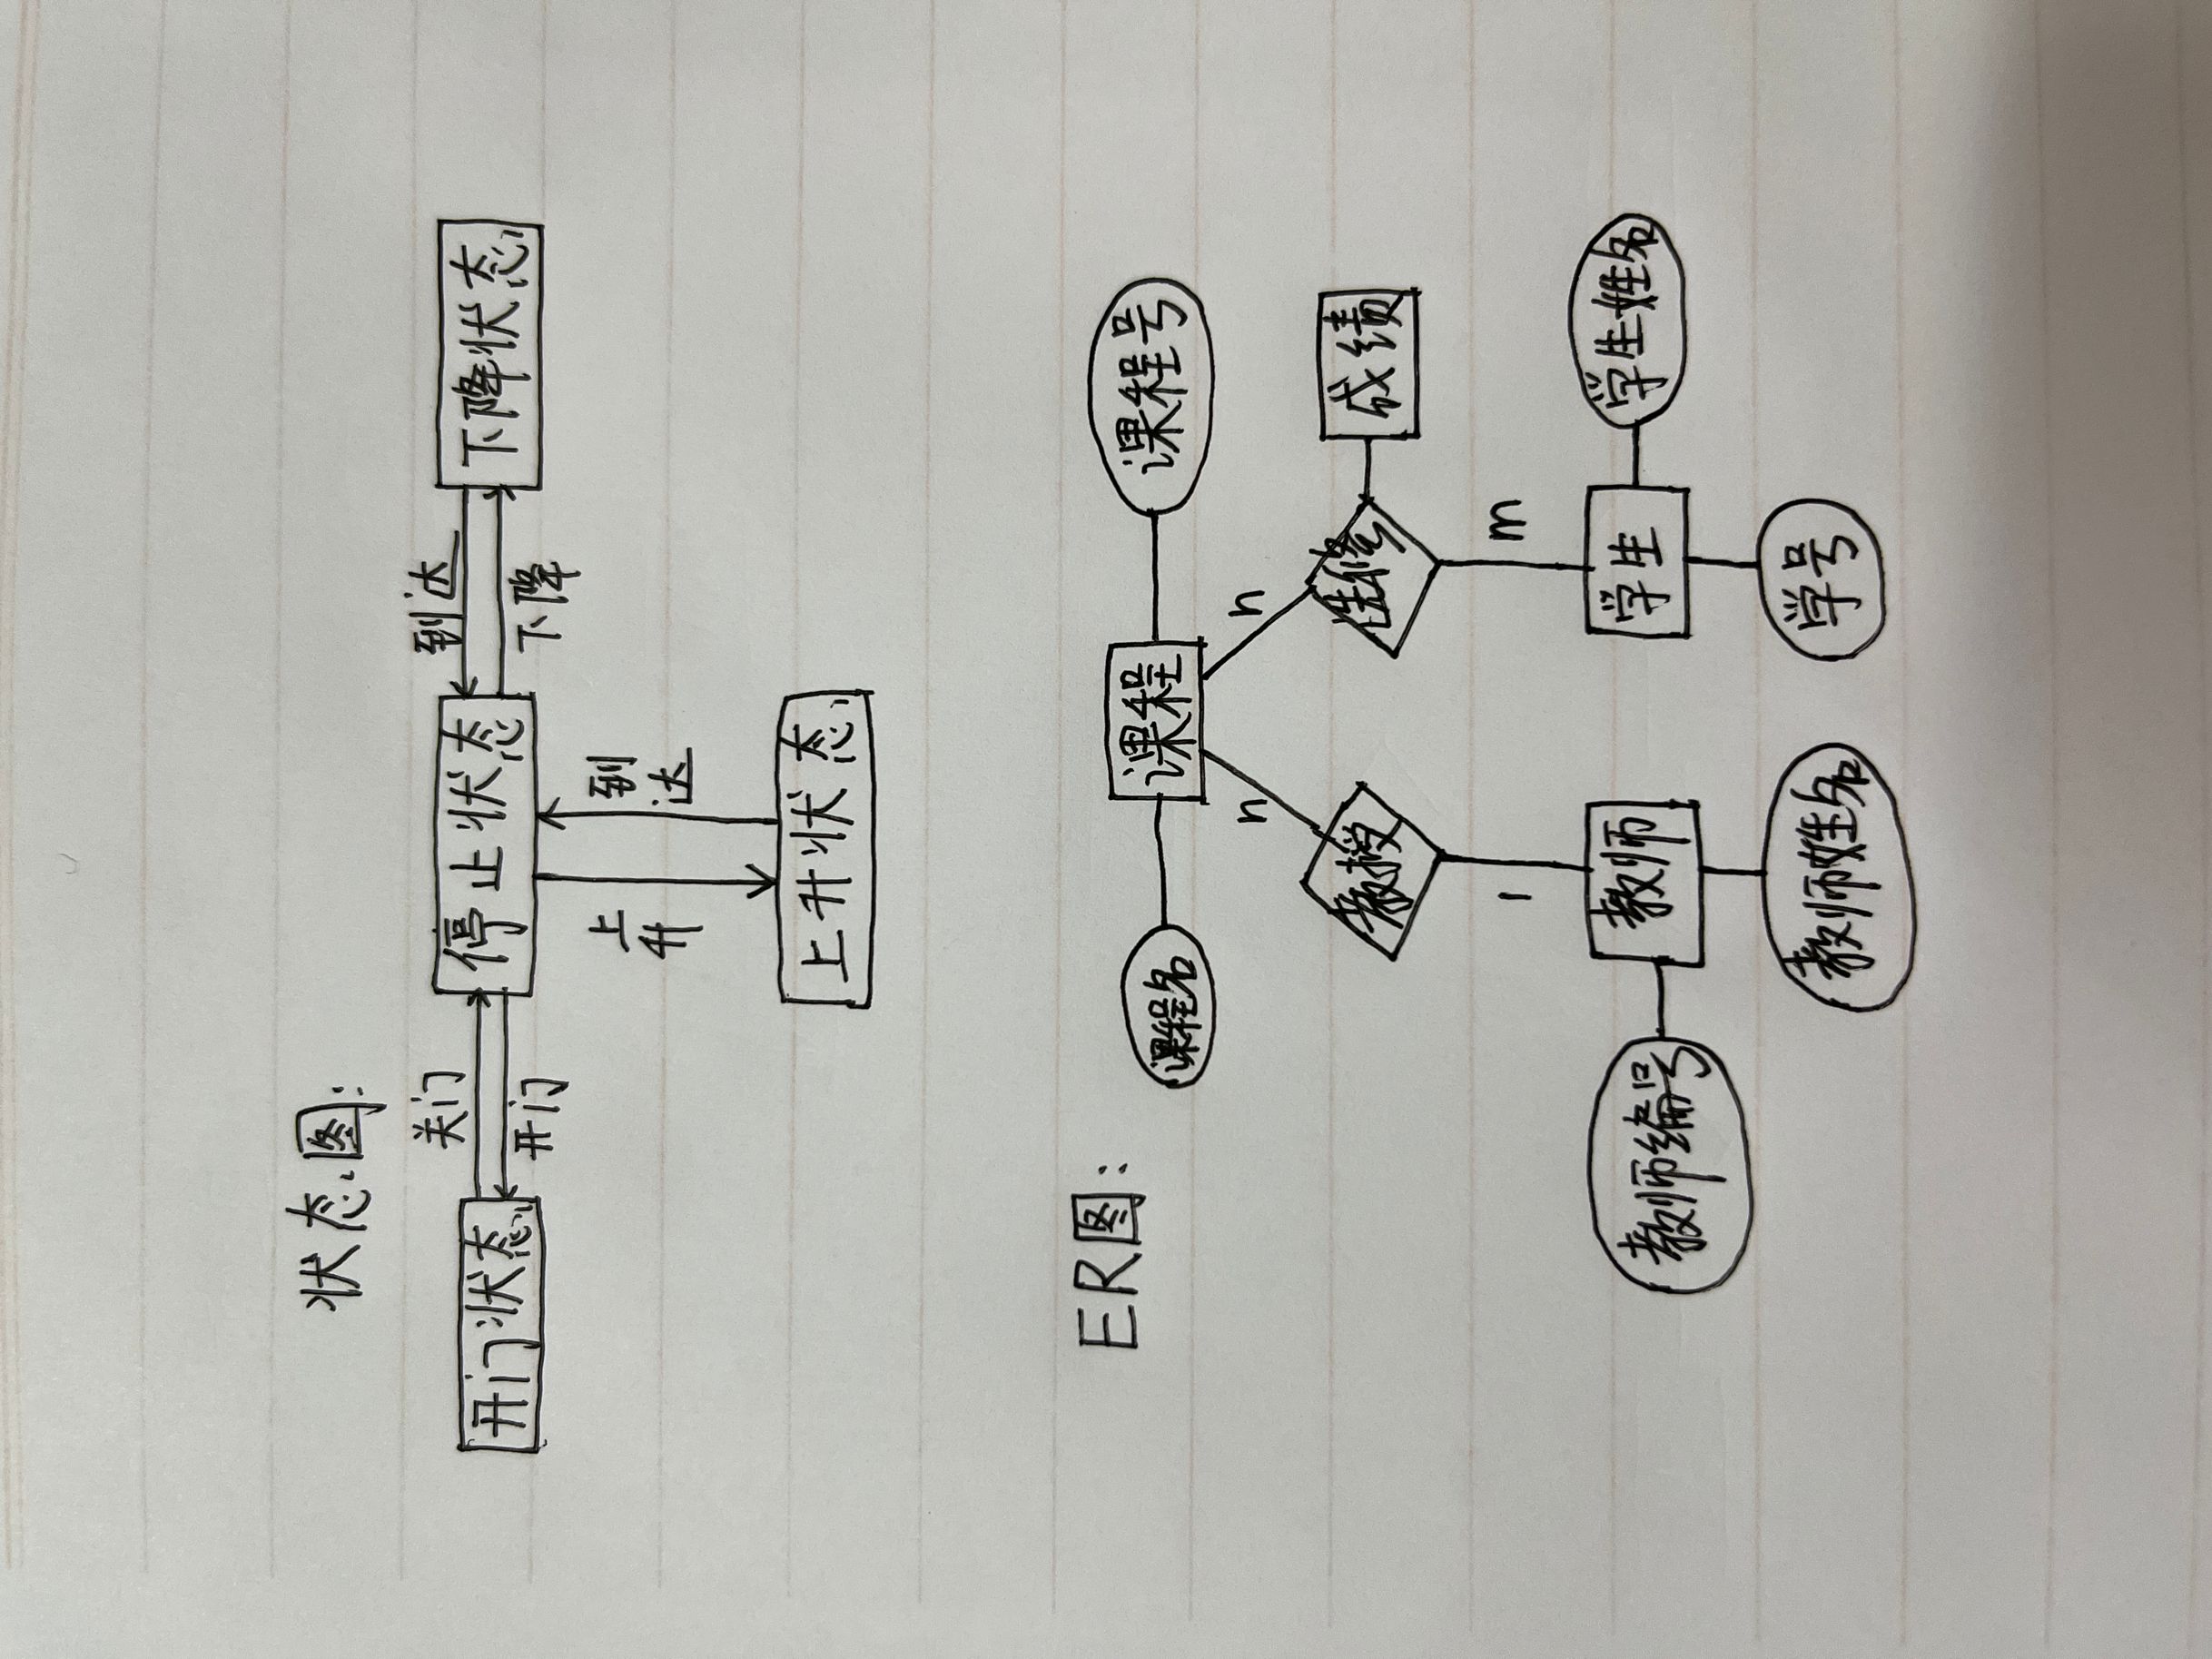 状态图:
关门
到达
开门状态
停止状态
下降状态
开门
下降
上升
到达
上升状态
ER图:
课程名
课程
课程号
n
n
教授
选修
成绩
1
m
教师编号
教师
学生
学生姓名
教师姓名
学号